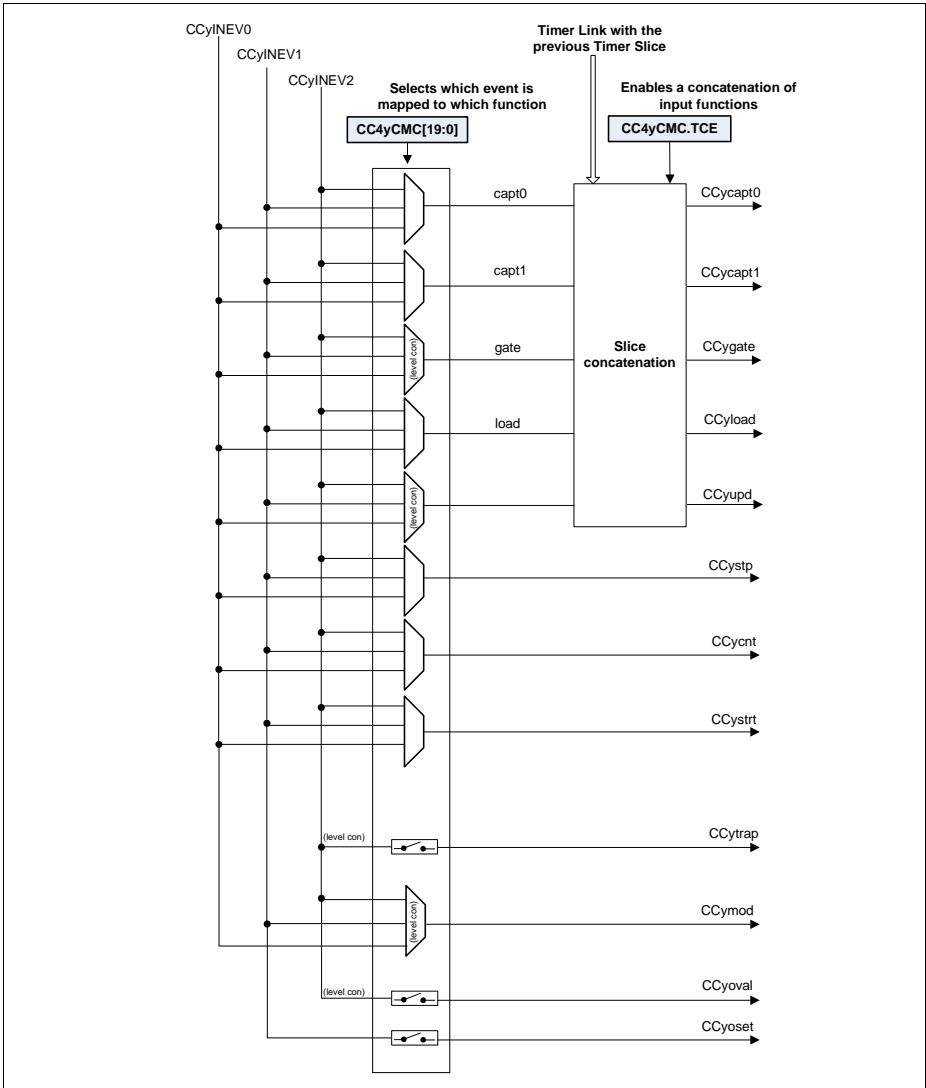 CCyINEV0
CCyINEV1
CCyINEV2
Timer Link with the
previous Timer Slice
Selects which event is
mapped to which function
CC4yCMC[19:0]
Enables a concatenation of
input functions
CC4yCMC.TCE
capt0
CCycapt0
capt1
CCycapt1
(level con)
gate
Slice
concatenation
CCygate
load
CCyload
(level con)
CCyupd
CCystp
CCycnt
CCystrt
(level con)
CCytrap
(level con)
CCymod
(level con)
CCyoval
CCyoset